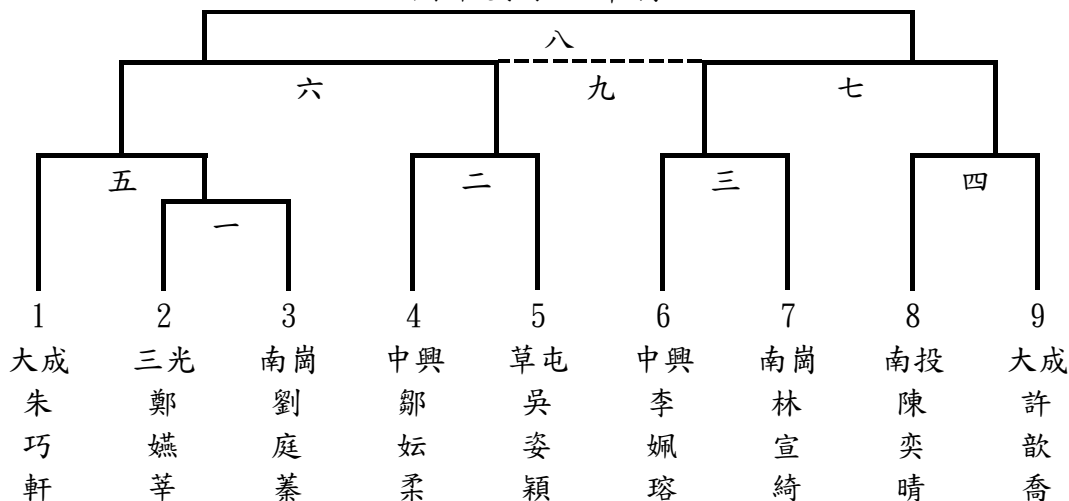 八
六 九 七
五 二 三 四
一
1 2 3 4 5 6 7 8 9
大成 三光 南崗 中興 草屯 中興 南崗 南投 大成
朱 鄭 劉 鄒 吳 李 林 陳 許
巧 嬿 庭 妘 姿 姵 宣 奕 歆
軒 莘 蓁 柔 穎 瑢 綺 晴 喬